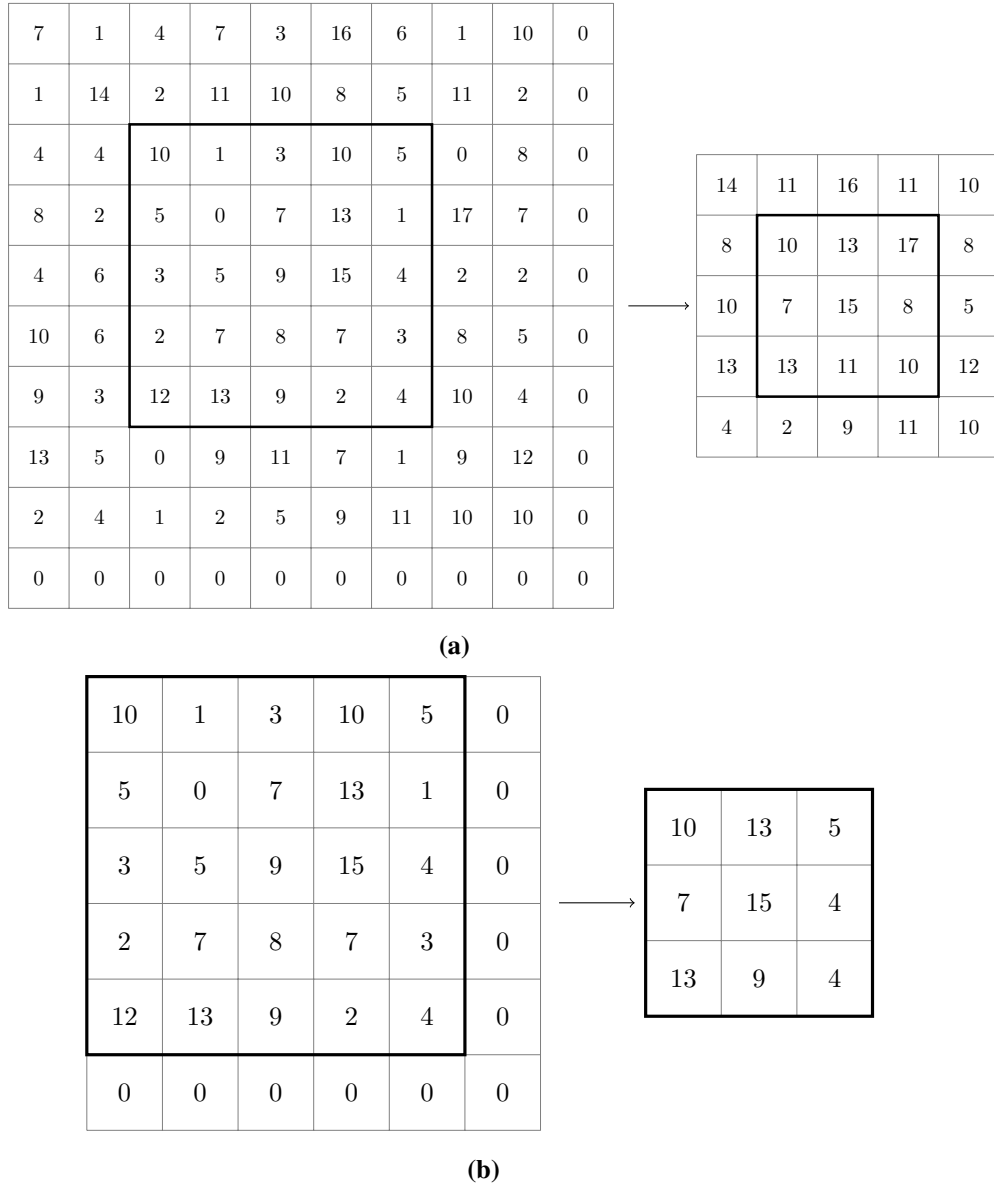 7 1 4 7 3 16 6 1 10 0
1 14 2 11 10 8 5 11 2 0
4 4 10 1 3 10 5 0 8 0
8 2 5 0 7 13 1 17 7 0
4 6 3 5 9 15 4 2 2 0
10 6 2 7 8 7 3 8 5 0
9 3 12 13 9 2 4 10 4 0
13 5 0 9 11 7 1 9 12 0
2 4 1 2 5 9 11 10 10 0
0 0 0 0 0 0 0 0 0 0
14 11 16 11 10
8 10 13 17 8
10 7 15 8 5
13 13 11 10 12
4 2 9 11 10
(a)
10 1 3 10 5 0
5 0 7 13 1 0
3 5 9 15 4 0
2 7 8 7 3 0
12 13 9 2 4 0
0 0 0 0 0 0
10 13 5
7 15 4
13 9 4
(b)